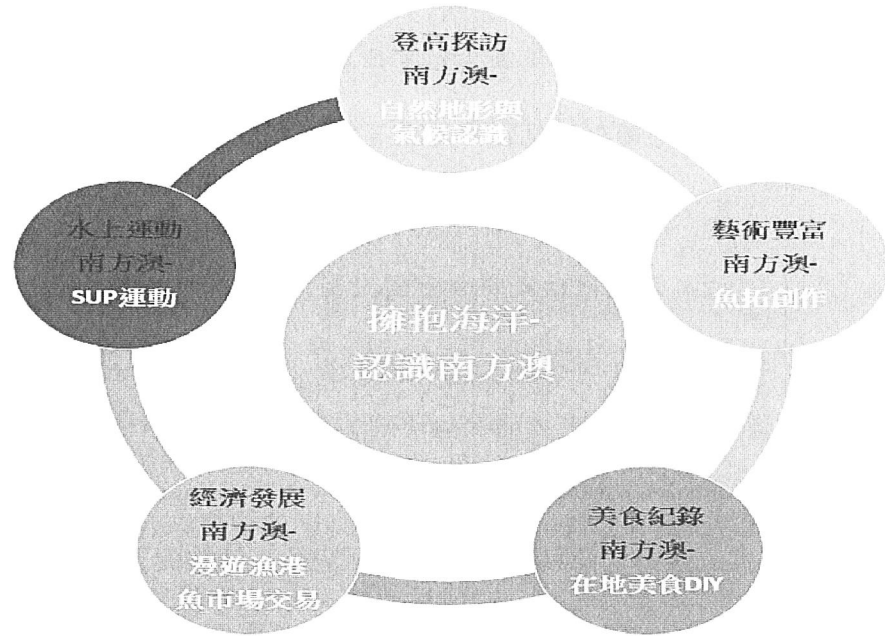 登高探訪
南方澳-
自然地形與
氣候認識
藝術豐富
南方澳-
魚拓創作
美食紀錄
南方澳-
在地美食DIY
經濟發展
南方澳-
漫遊漁港
魚市場交易
水上運動
南方澳-
SUP運動
擁抱海洋-
認識南方澳